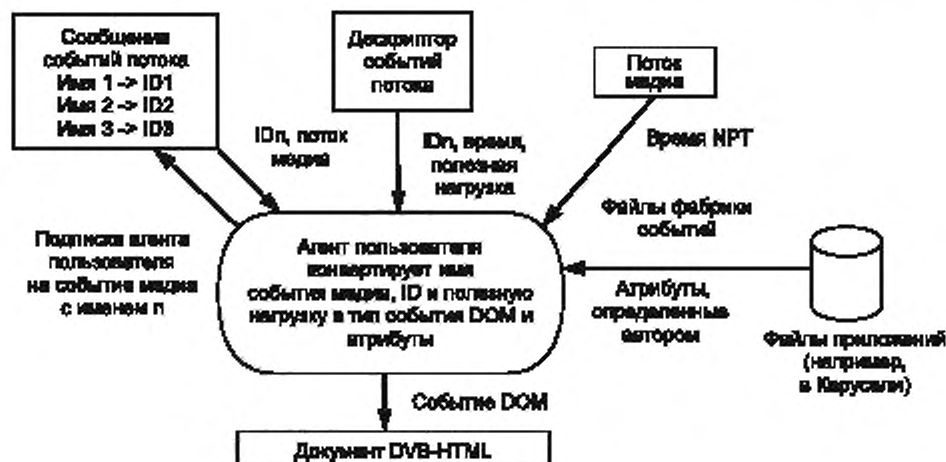 Сообщения
событий потока
Имя 1 -> ID1
Имя 2 -> ID2
Имя 3 -> ID3
Дескриптор
событий
потока
Поток
медиа
IDn, поток
медиа
IDn, время,
полезная
нагрузка
Время NPT
Файлы фабрики
событий
Подписка агента
пользователя
на событие медиа
с именем n
Агент пользователя
конвертирует имя
события медиа, ID и полезную
нагрузку в тип события DOM и
атрибуты
Атрибуты,
определенные
автором
Файлы приложений
(например,
в Карусели)
Событие DOM
Документ DVB-HTML